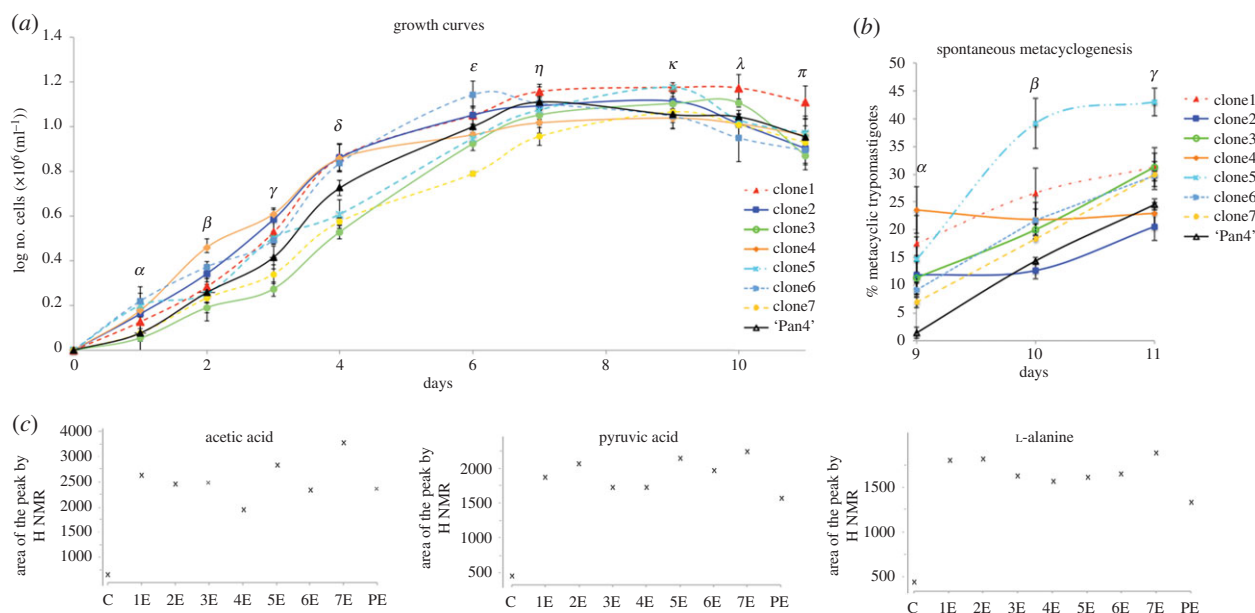 (a)
growth curves
log no. cells (×10⁶ (ml⁻¹))
1.4
1.2
1.0
0.8
0.6
0.4
0.2
0
α
β
γ
δ
ε
η
κ
λ
π
clone1
clone2
clone3
clone4
clone5
clone6
clone7
'Pan4'
0
2
4
6
8
10
days
(b)
spontaneous metacyclogenesis
% metacyclic trypomastigotes
50
45
40
35
30
25
20
15
10
5
0
α
β
γ
clone1
clone2
clone3
clone4
clone5
clone6
clone7
'Pan4'
9
10
11
days
(c)
acetic acid
area of the peak by
H NMR
4000
3500
2500
2500
2000
1500
1000
C 1E 2E 3E 4E 5E 6E 7E PE
pyruvic acid
area of the peak by
H NMR
2000
1500
1000
500
C 1E 2E 3E 4E 5E 6E 7E PE
L-alanine
area of the peak by
H NMR
1500
1000
500
C 1E 2E 3E 4E 5E 6E 7E PE